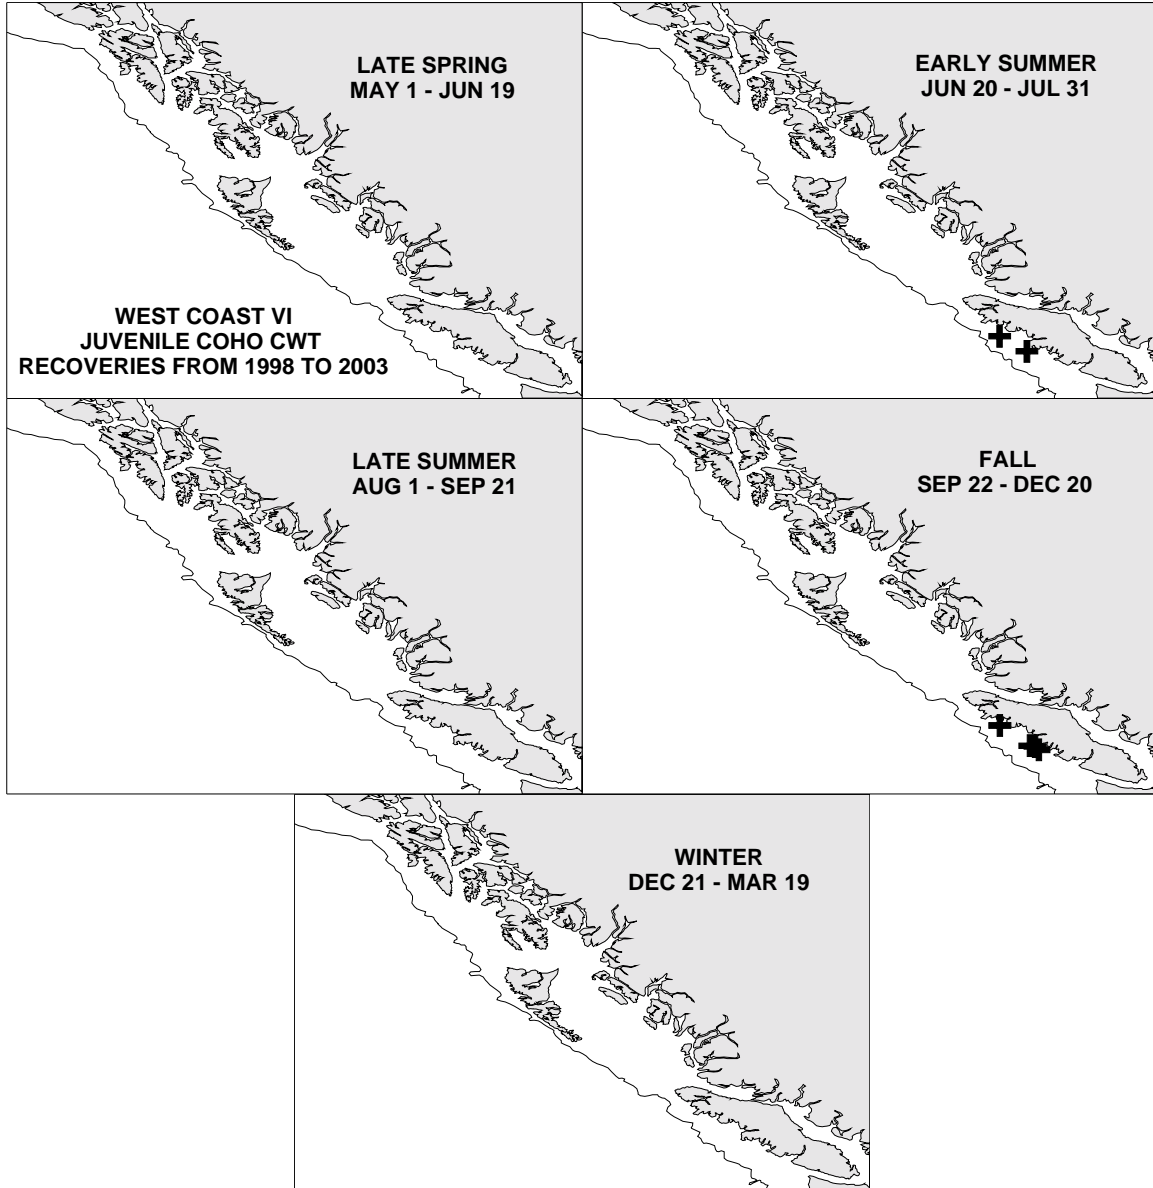 LATE SPRING
MAY 1 - JUN 19
WEST COAST VI
JUVENILE COHO CWT
RECOVERIES FROM 1998 TO 2003
EARLY SUMMER
JUN 20 - JUL 31
LATE SUMMER
AUG 1 - SEP 21
FALL
SEP 22 - DEC 20
WINTER
DEC 21 - MAR 19